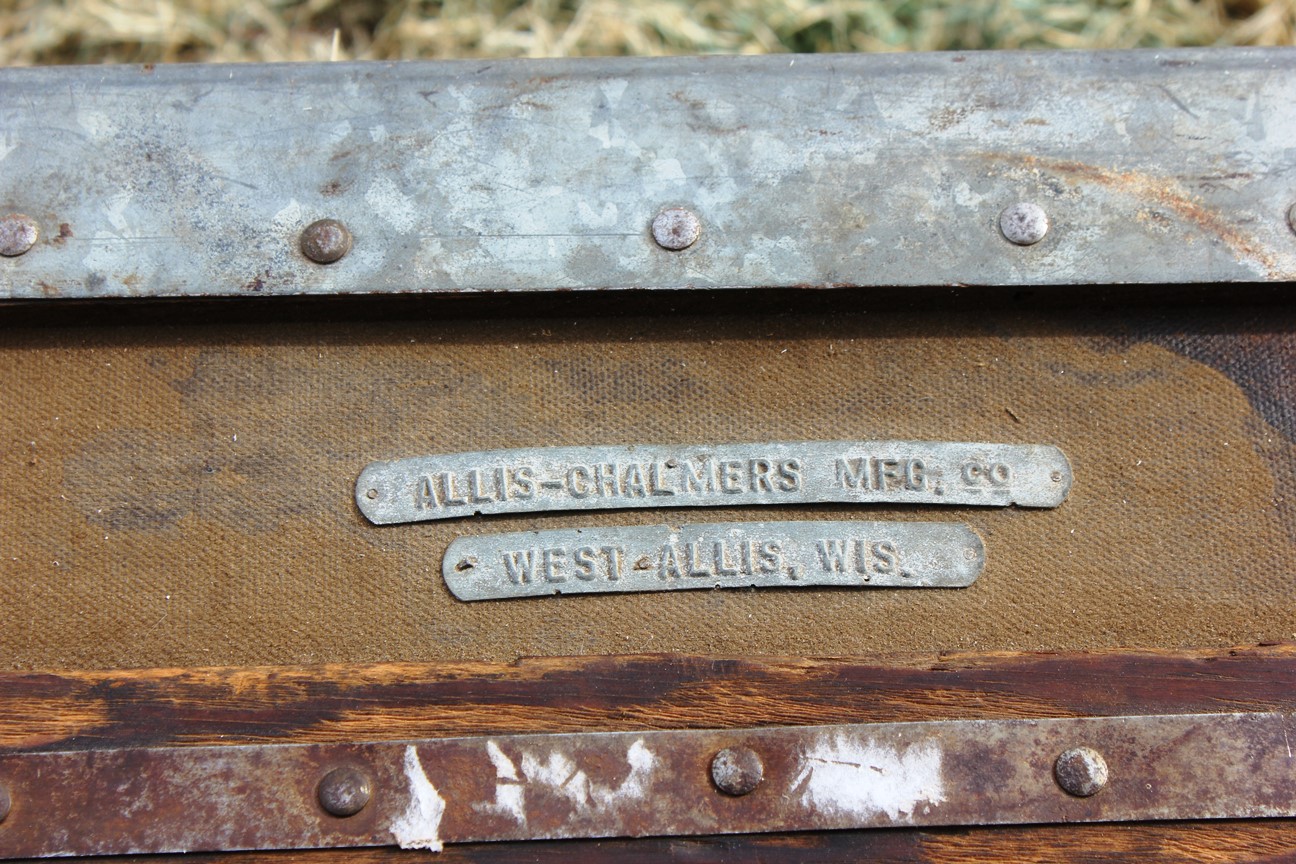 ALLIS-CHALMERS MFG. CO
WEST ALLIS, WIS.